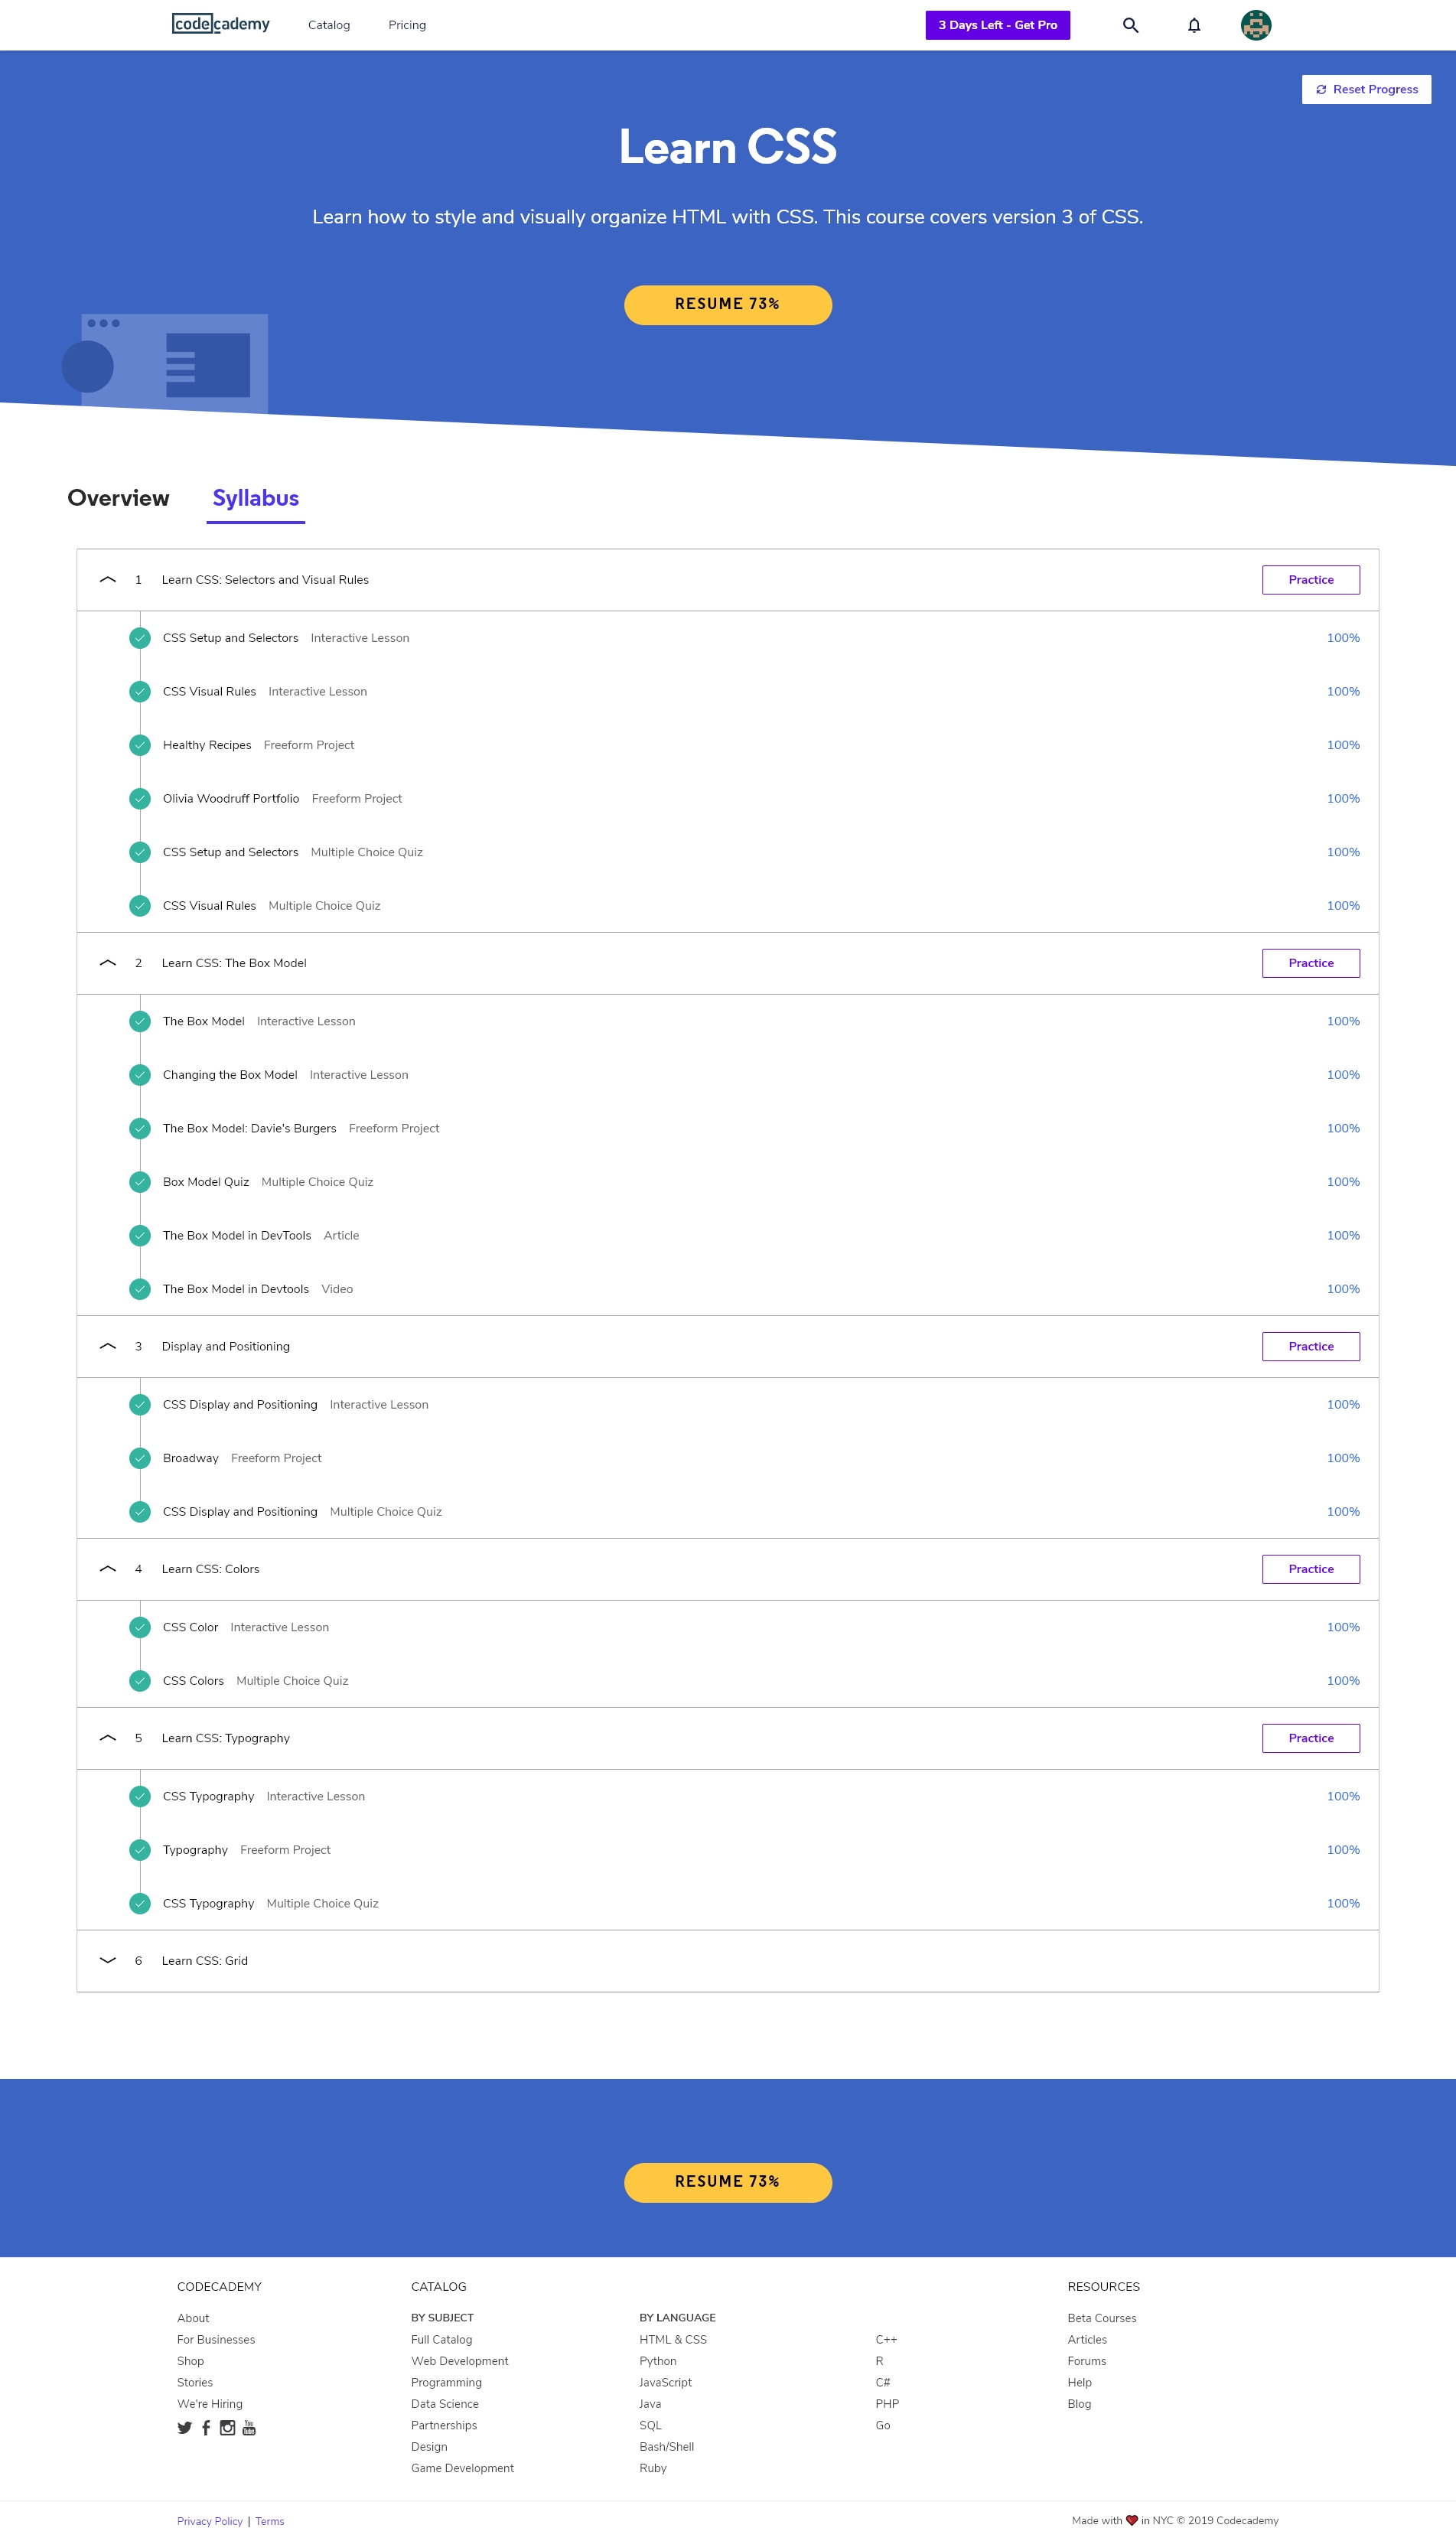 codecademy Catalog Pricing 3 Days Left - Get Pro
Reset Progress
Learn CSS
Learn how to style and visually organize HTML with CSS. This course covers version 3 of CSS.
RESUME 73%
Overview Syllabus
1 Learn CSS: Selectors and Visual Rules Practice
CSS Setup and Selectors Interactive Lesson 100%
CSS Visual Rules Interactive Lesson 100%
Healthy Recipes Freeform Project 100%
Olivia Woodruff Portfolio Freeform Project 100%
CSS Setup and Selectors Multiple Choice Quiz 100%
CSS Visual Rules Multiple Choice Quiz 100%
2 Learn CSS: The Box Model Practice
The Box Model Interactive Lesson 100%
Changing the Box Model Interactive Lesson 100%
The Box Model: Davie's Burgers Freeform Project 100%
Box Model Quiz Multiple Choice Quiz 100%
The Box Model in DevTools Article 100%
The Box Model in Devtools Video 100%
3 Display and Positioning Practice
CSS Display and Positioning Interactive Lesson 100%
Broadway Freeform Project 100%
CSS Display and Positioning Multiple Choice Quiz 100%
4 Learn CSS: Colors Practice
CSS Color Interactive Lesson 100%
CSS Colors Multiple Choice Quiz 100%
5 Learn CSS: Typography Practice
CSS Typography Interactive Lesson 100%
Typography Freeform Project 100%
CSS Typography Multiple Choice Quiz 100%
6 Learn CSS: Grid
RESUME 73%
CODECADEMY
About
For Businesses
Shop
Stories
We're Hiring
You Tube
CATALOG
BY SUBJECT
Full Catalog
Web Development
Programming
Data Science
Partnerships
Design
Game Development
BY LANGUAGE
HTML & CSS
Python
JavaScript
Java
SQL
Bash/Shell
Ruby
C++
R
C#
PHP
Go
RESOURCES
Beta Courses
Articles
Forums
Help
Blog
Privacy Policy | Terms
Made with ❤ in NYC © 2019 Codecademy